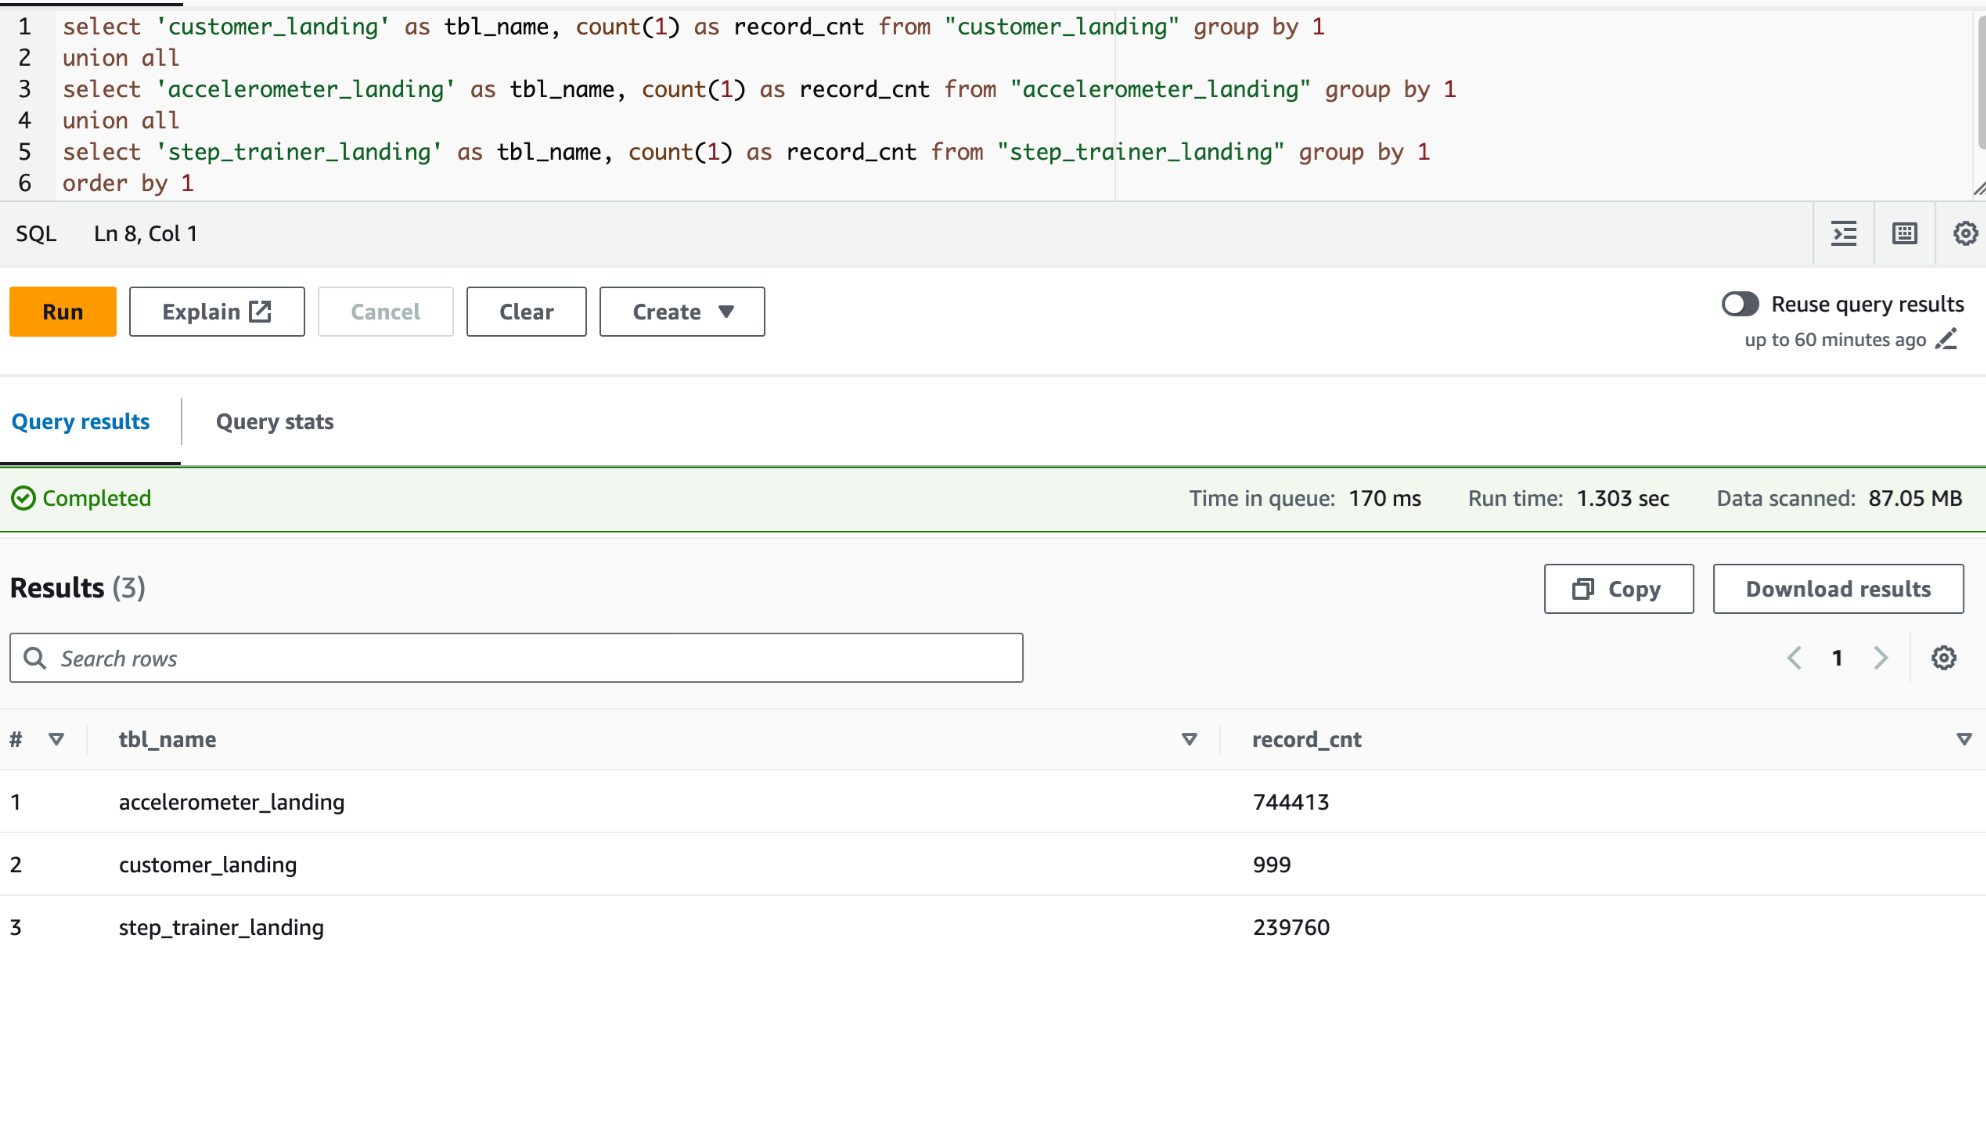 1 select 'customer_landing' as tbl_name, count(1) as record_cnt from "customer_landing" group by 1
2 union all
3 select 'accelerometer_landing' as tbl_name, count(1) as record_cnt from "accelerometer_landing" group by 1
4 union all
5 select 'step_trainer_landing' as tbl_name, count(1) as record_cnt from "step_trainer_landing" group by 1
6 order by 1
SQL Ln 8, Col 1
Run Explain Cancel Clear Create Reuse query results
up to 60 minutes ago
Query results Query stats
Completed Time in queue: 170 ms Run time: 1.303 sec Data scanned: 87.05 MB
Results (3) Copy Download results
Search rows 1
# tbl_name record_cnt
1 accelerometer_landing 744413
2 customer_landing 999
3 step_trainer_landing 239760